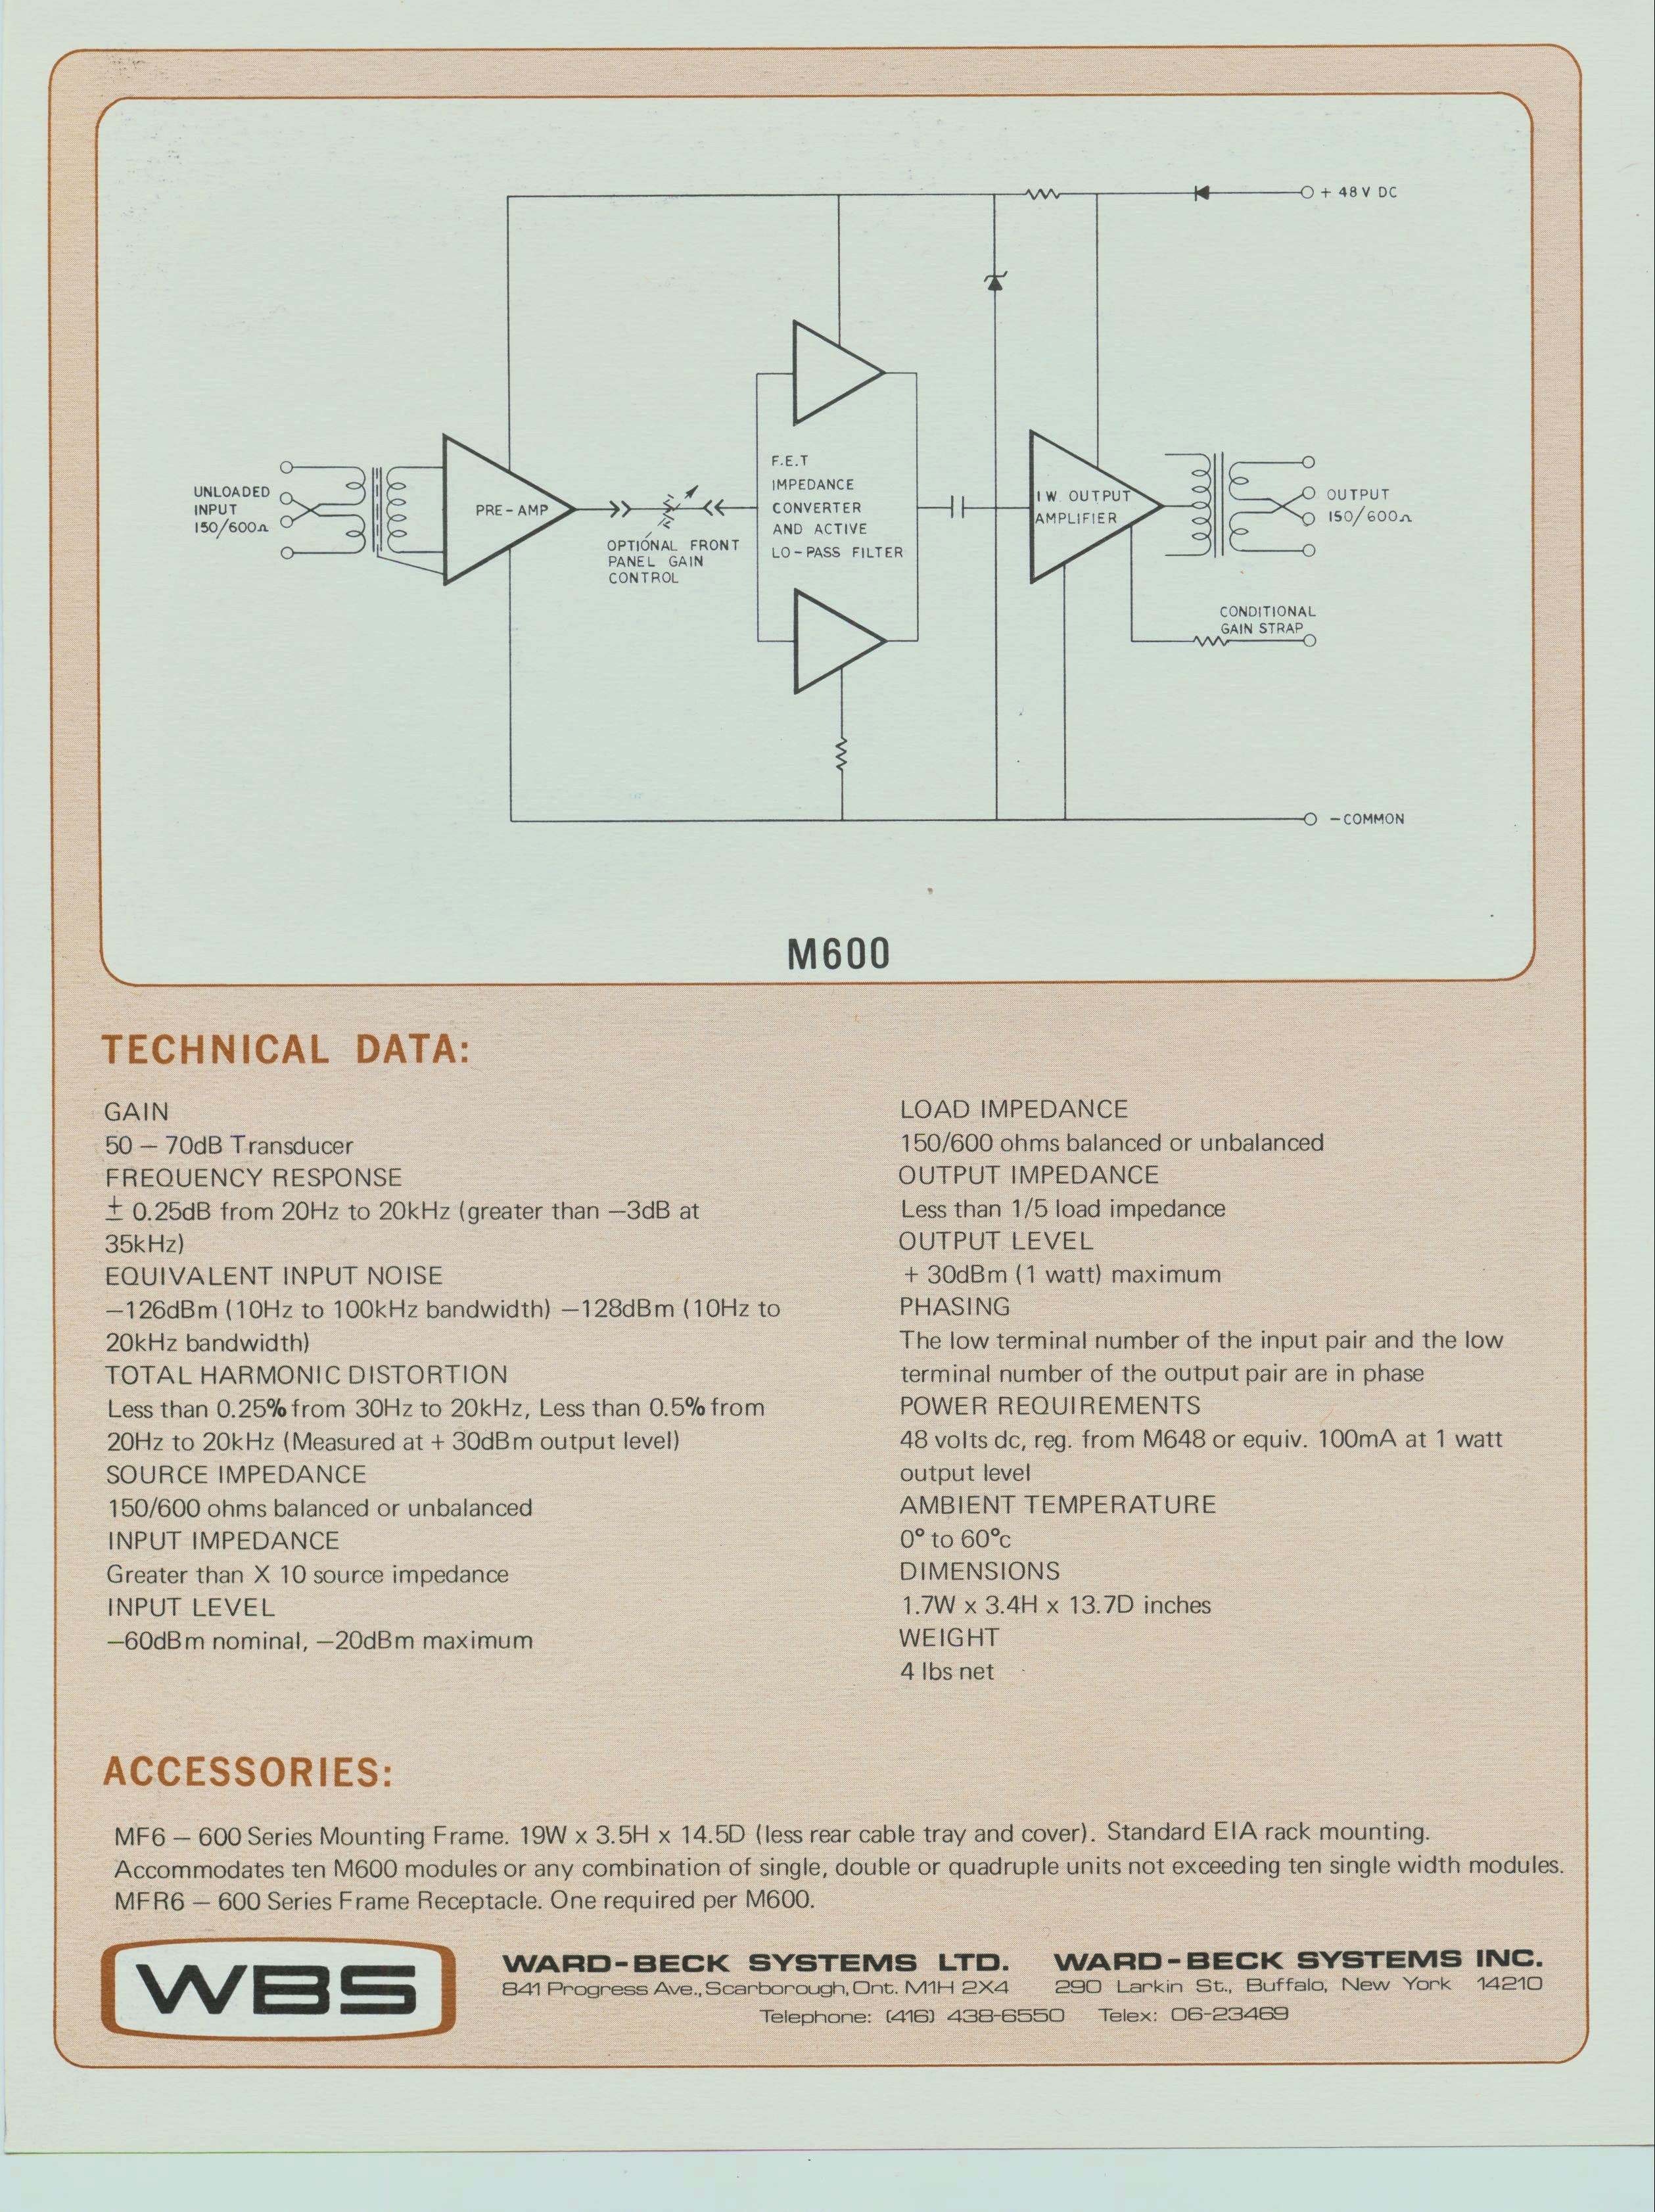 + 48 V DC
UNLOADED
INPUT
150/600Ω
PRE-AMP
OPTIONAL FRONT
PANEL GAIN
CONTROL
F.E.T
IMPEDANCE
CONVERTER
AND ACTIVE
LO-PASS FILTER
1 W. OUTPUT
AMPLIFIER
OUTPUT
150/600Ω
CONDITIONAL
GAIN STRAP
- COMMON
M600
TECHNICAL DATA:
GAIN
50 – 70dB Transducer
FREQUENCY RESPONSE
± 0.25dB from 20Hz to 20kHz (greater than –3dB at
35kHz)
EQUIVALENT INPUT NOISE
–126dBm (10Hz to 100kHz bandwidth) –128dBm (10Hz to
20kHz bandwidth)
TOTAL HARMONIC DISTORTION
Less than 0.25% from 30Hz to 20kHz, Less than 0.5% from
20Hz to 20kHz (Measured at + 30dBm output level)
SOURCE IMPEDANCE
150/600 ohms balanced or unbalanced
INPUT IMPEDANCE
Greater than X 10 source impedance
INPUT LEVEL
–60dBm nominal, –20dBm maximum
LOAD IMPEDANCE
150/600 ohms balanced or unbalanced
OUTPUT IMPEDANCE
Less than 1/5 load impedance
OUTPUT LEVEL
+ 30dBm (1 watt) maximum
PHASING
The low terminal number of the input pair and the low
terminal number of the output pair are in phase
POWER REQUIREMENTS
48 volts dc, reg. from M648 or equiv. 100mA at 1 watt
output level
AMBIENT TEMPERATURE
0° to 60°c
DIMENSIONS
1.7W x 3.4H x 13.7D inches
WEIGHT
4 lbs net
ACCESSORIES:
MF6 – 600 Series Mounting Frame. 19W x 3.5H x 14.5D (less rear cable tray and cover). Standard EIA rack mounting.
Accommodates ten M600 modules or any combination of single, double or quadruple units not exceeding ten single width modules.
MFR6 – 600 Series Frame Receptacle. One required per M600.
WBS
WARD-BECK SYSTEMS LTD. WARD-BECK SYSTEMS INC.
841 Progress Ave., Scarborough, Ont. M1H 2X4 290 Larkin St., Buffalo, New York 14210
Telephone: (416) 438-6550 Telex: 06-23469